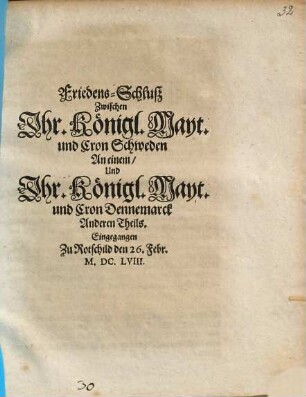 32
Friedens-Schluß
Zwischen
Ihr. Königl. Mayt.
und Cron Schweden
An einem/
Und
Ihr. Königl. Mayt.
und Cron Dennemarck
Anderen Theils.
Eingegangen
Zu Rotschild den 26. Febr.
M. DC. LVIII.
30